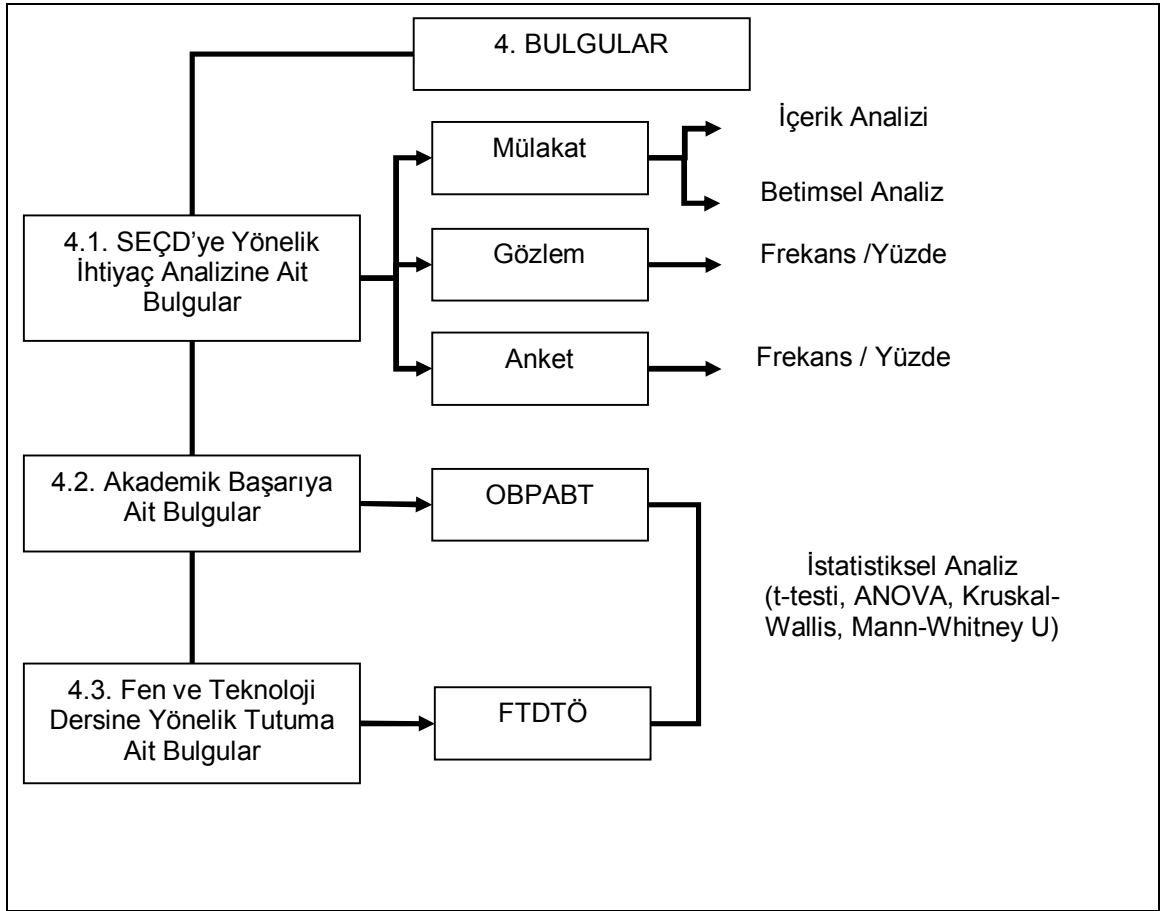 4. BULGULAR
Mülakat
İçerik Analizi
Betimsel Analiz
4.1. SEÇD’ye Yönelik
İhtiyaç Analizine Ait
Bulgular
Gözlem
Frekans /Yüzde
Anket
Frekans / Yüzde
4.2. Akademik Başarıya
Ait Bulgular
OBPABT
İstatistiksel Analiz
(t-testi, ANOVA, Kruskal-
Wallis, Mann-Whitney U)
4.3. Fen ve Teknoloji
Dersine Yönelik Tutuma
Ait Bulgular
FTDTÖ